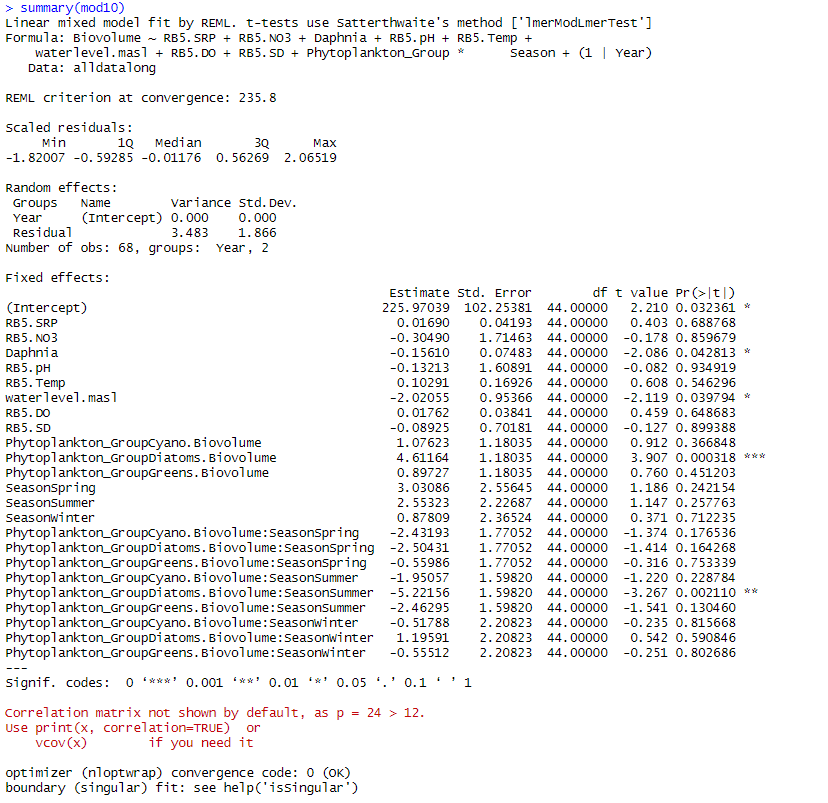 > summary(mod10)
Linear mixed model fit by REML. t-tests use Satterthwaite's method ['lmerModLmerTest']
Formula: Biovolume ~ RB5.SRP + RB5.NO3 + Daphnia + RB5.pH + RB5.Temp +
    waterlevel.masl + RB5.DO + RB5.SD + Phytoplankton_Group *      Season + (1 | Year)
   Data: alldatalong

REML criterion at convergence: 235.8

Scaled residuals:
     Min       1Q   Median       3Q      Max
-1.82007 -0.59285 -0.01176  0.56269  2.06519

Random effects:
 Groups   Name        Variance Std.Dev.
 Year     (Intercept) 0.000    0.000
 Residual             3.483    1.866
Number of obs: 68, groups:  Year, 2

Fixed effects:
                                              Estimate Std. Error        df t value Pr(>|t|)
(Intercept)                                  225.97039  102.25381  44.00000   2.210 0.032361 *
RB5.SRP                                        0.01690    0.04193  44.00000   0.403 0.688768
RB5.NO3                                       -0.30490    1.71463  44.00000  -0.178 0.859679
Daphnia                                       -0.15610    0.07483  44.00000  -2.086 0.042813 *
RB5.pH                                        -0.13213    1.60891  44.00000  -0.082 0.934919
RB5.Temp                                       0.10291    0.16926  44.00000   0.608 0.546296
waterlevel.masl                               -2.02055    0.95366  44.00000  -2.119 0.039794 *
RB5.DO                                         0.01762    0.03841  44.00000   0.459 0.648683
RB5.SD                                        -0.08925    0.70181  44.00000  -0.127 0.899388
Phytoplankton_GroupCyano.Biovolume             1.07623    1.18035  44.00000   0.912 0.366848
Phytoplankton_GroupDiatoms.Biovolume           4.61164    1.18035  44.00000   3.907 0.000318 ***
Phytoplankton_GroupGreens.Biovolume            0.89727    1.18035  44.00000   0.760 0.451203
SeasonSpring                                   3.03086    2.55645  44.00000   1.186 0.242154
SeasonSummer                                   2.55323    2.22687  44.00000   1.147 0.257763
SeasonWinter                                   0.87809    2.36524  44.00000   0.371 0.712235
Phytoplankton_GroupCyano.Biovolume:SeasonSpring   -2.43193    1.77052  44.00000  -1.374 0.176536
Phytoplankton_GroupDiatoms.Biovolume:SeasonSpring -2.50431    1.77052  44.00000  -1.414 0.164268
Phytoplankton_GroupGreens.Biovolume:SeasonSpring  -0.55986    1.77052  44.00000  -0.316 0.753339
Phytoplankton_GroupCyano.Biovolume:SeasonSummer   -1.95057    1.59820  44.00000  -1.220 0.228784
Phytoplankton_GroupDiatoms.Biovolume:SeasonSummer -5.22156    1.59820  44.00000  -3.267 0.002110 **
Phytoplankton_GroupGreens.Biovolume:SeasonSummer  -2.46295    1.59820  44.00000  -1.541 0.130460
Phytoplankton_GroupCyano.Biovolume:SeasonWinter   -0.51788    2.20823  44.00000  -0.235 0.815668
Phytoplankton_GroupDiatoms.Biovolume:SeasonWinter  1.19591    2.20823  44.00000   0.542 0.590846
Phytoplankton_GroupGreens.Biovolume:SeasonWinter  -0.55512    2.20823  44.00000  -0.251 0.802686
---
Signif. codes:  0 ‘***’ 0.001 ‘**’ 0.01 ‘*’ 0.05 ‘.’ 0.1 ‘ ’ 1

Correlation matrix not shown by default, as p = 24 > 12.
Use print(x, correlation=TRUE)  or
    vcov(x)        if you need it

optimizer (nloptwrap) convergence code: 0 (OK)
boundary (singular) fit: see help('isSingular')